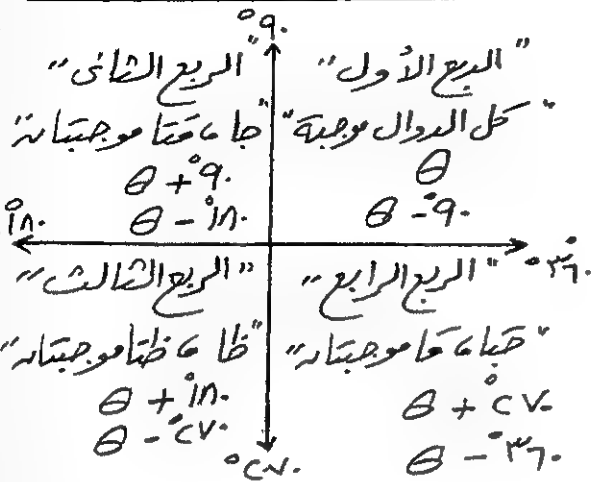 ٩٠°
"الربع الأول"
"كل الدوال موجبة"
θ
٩٠° - θ
"الربع الثانى"
"جا ، قتا موجبتان"
٩٠° + θ
١٨٠° - θ
١٨٠°
"الربع الثالث"
"ظا ، ظتا موجبتان"
١٨٠° + θ
٢٧٠° - θ
٢٧٠°
"الربع الرابع"
"جتا ، قا موجبتان"
٢٧٠° + θ
٣٦٠° - θ
٣٦٠°